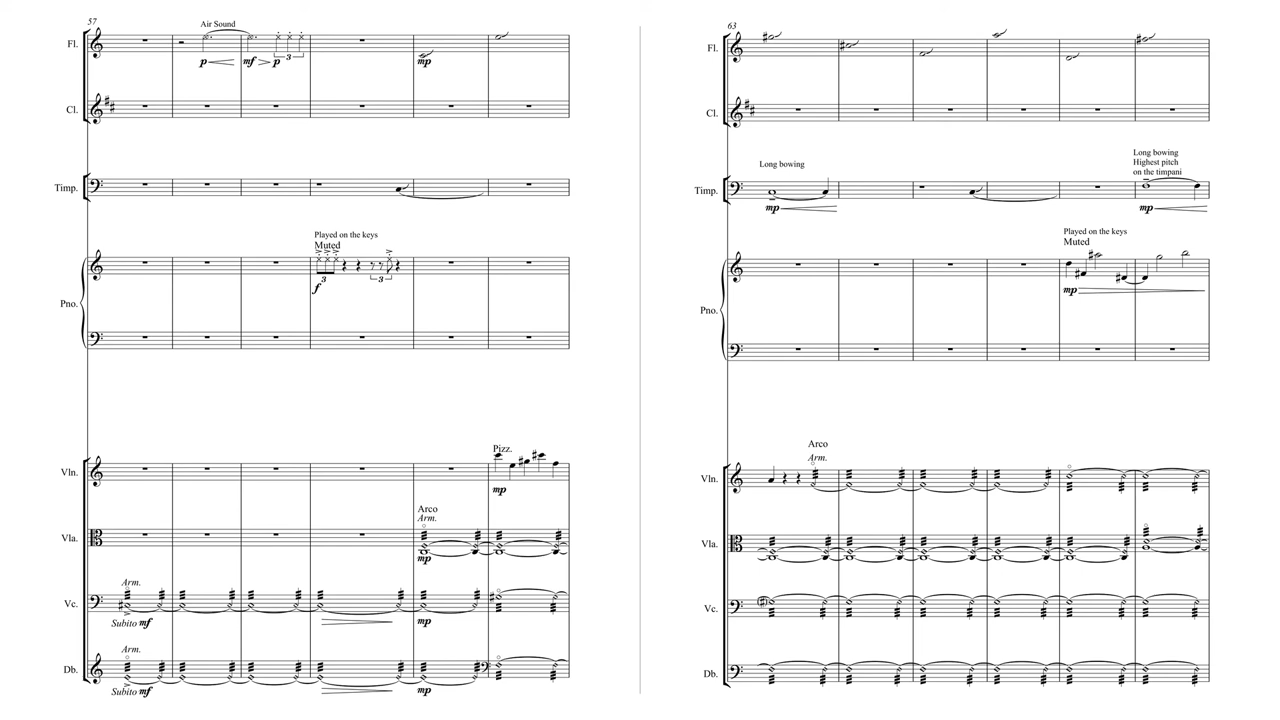 57
Air Sound
Fl.
p
mf
p
3
mp
Cl.
Timp.
Played on the keys
Muted
3
3
f
Pno.
Pizz.
Vln.
mp
Arco
Arm.
Vla.
mp
Arm.
Vc.
Subito mf
mp
Arm.
Db.
Subito mf
mp
63
Fl.
Cl.
Long bowing
Timp.
mp
Long bowing
Highest pitch
on the timpani
mp
Played on the keys
Muted
mp
Pno.
Arco
Arm.
Vln.
Vla.
Vc.
Db.